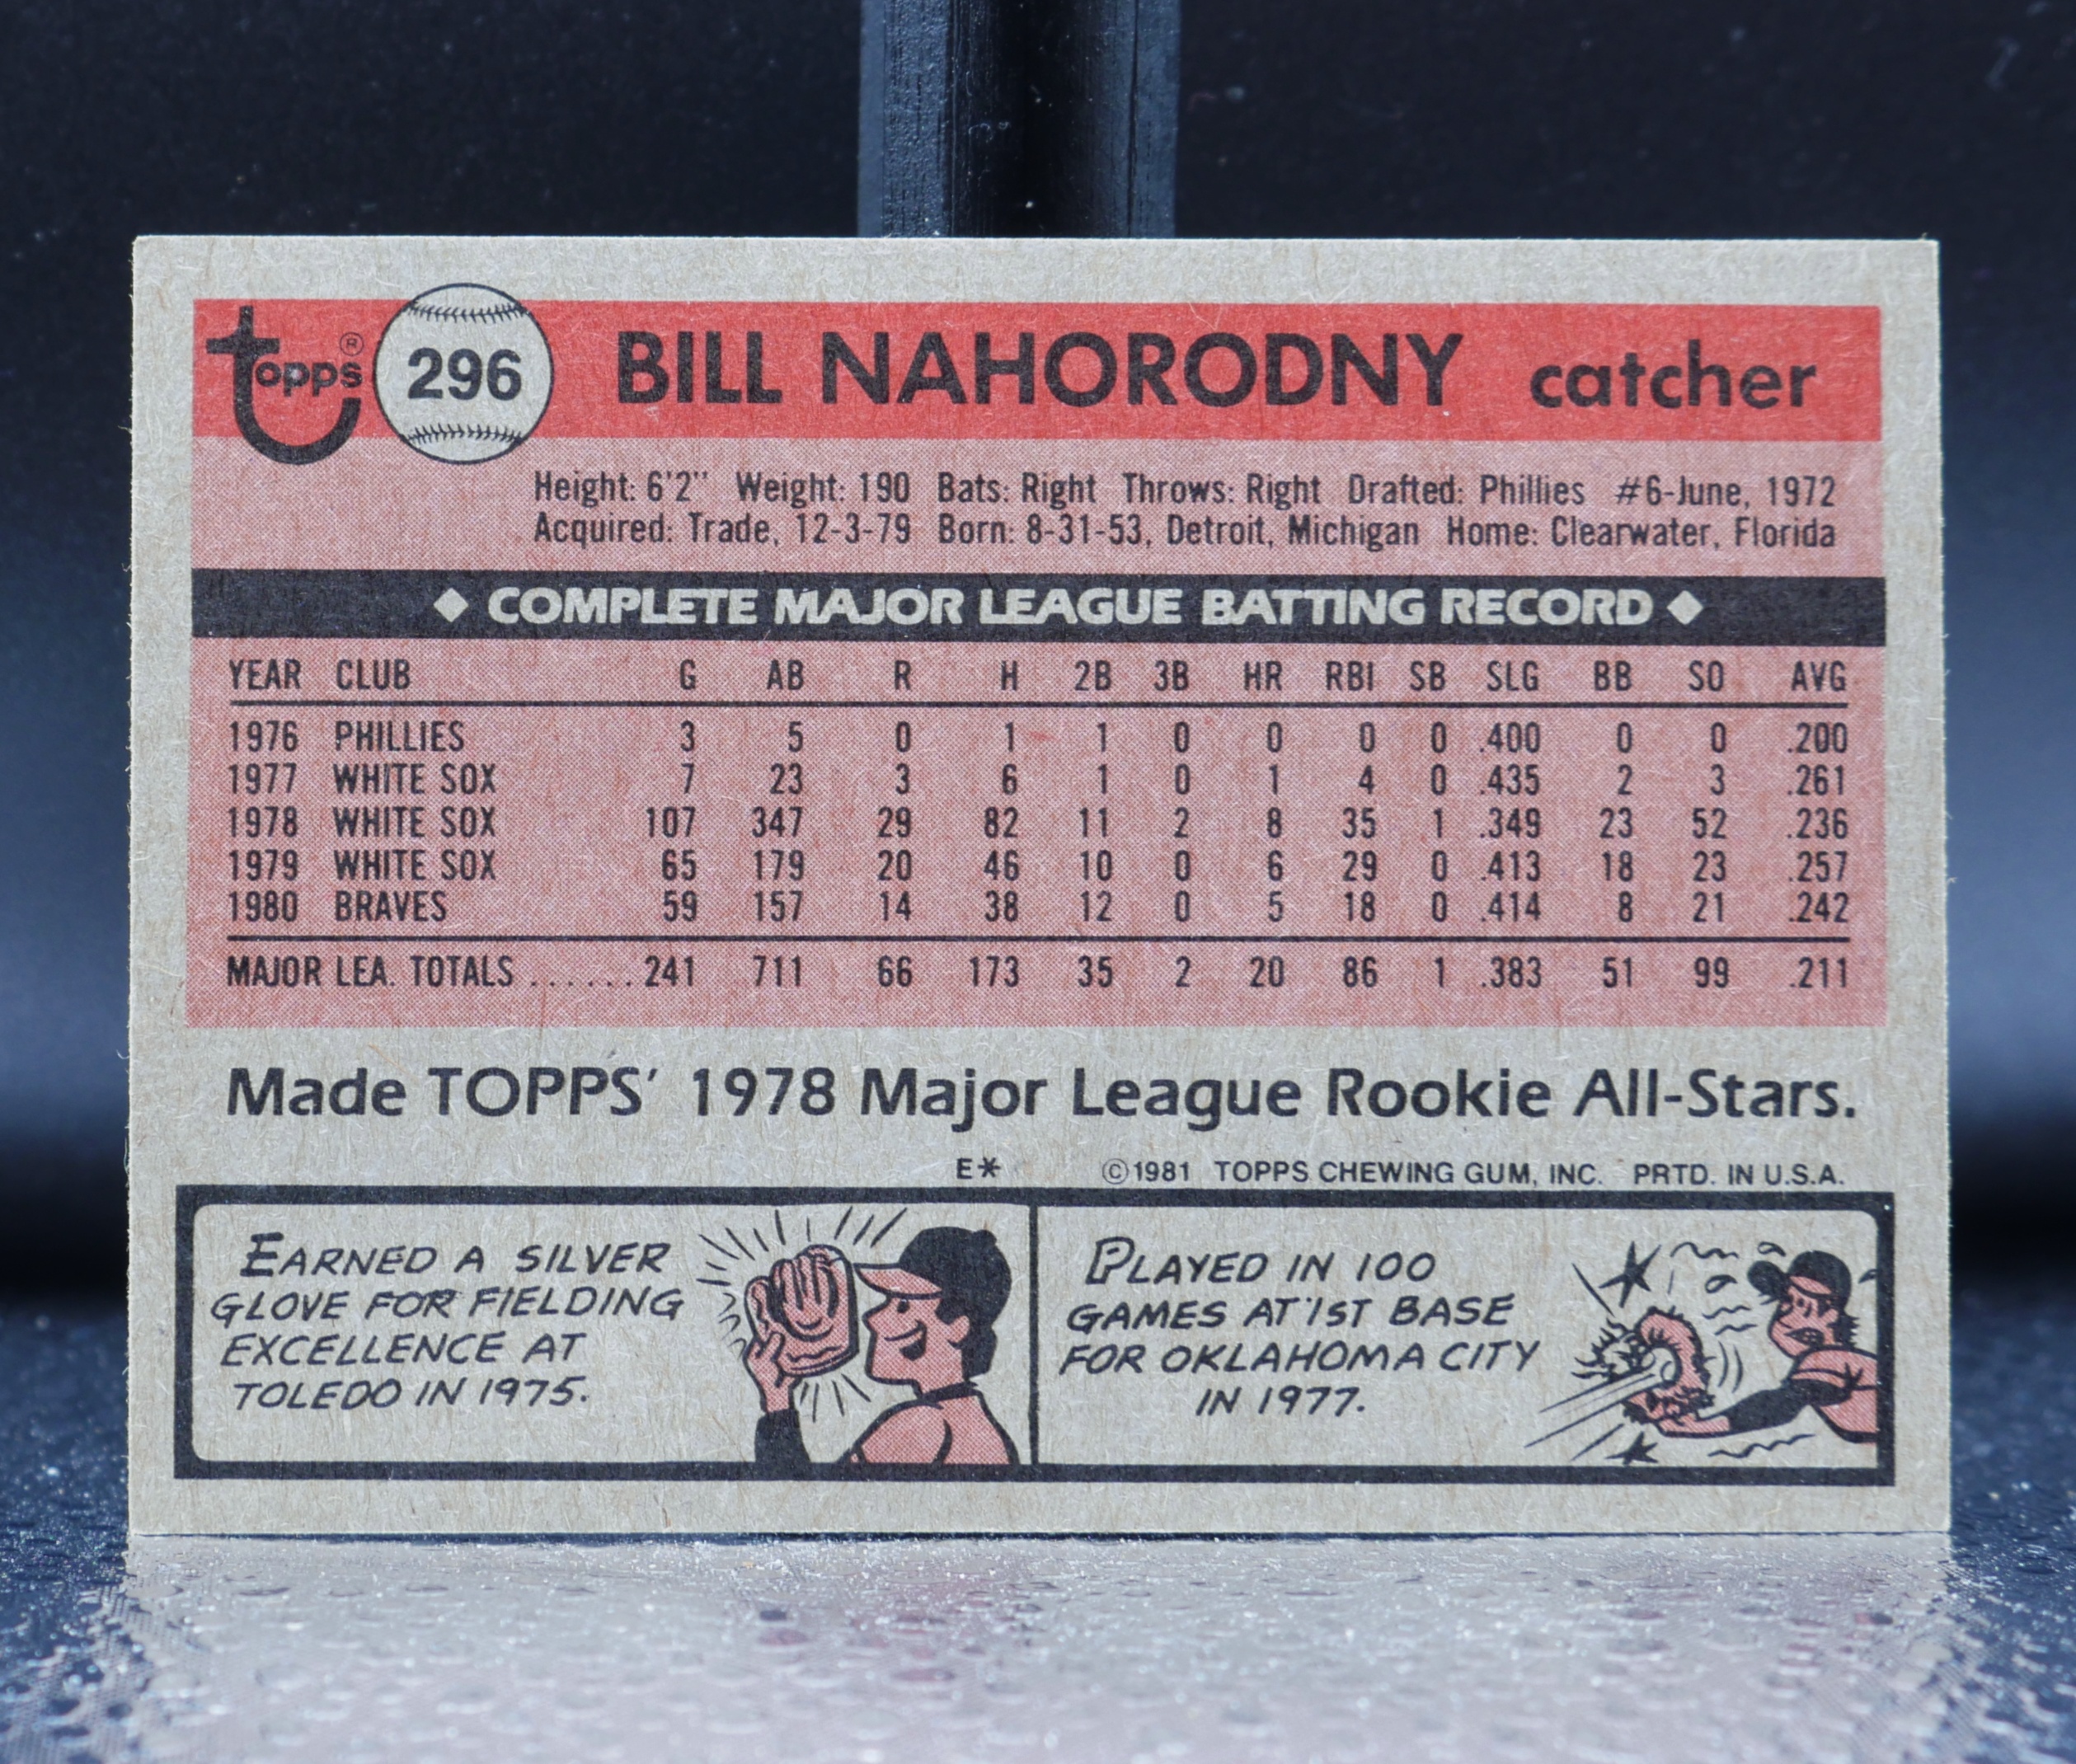 topps® 296 BILL NAHORODNY catcher
Height: 6'2" Weight: 190 Bats: Right Throws: Right Drafted: Phillies #6-June, 1972
Acquired: Trade, 12-3-79 Born: 8-31-53, Detroit, Michigan Home: Clearwater, Florida
◆ COMPLETE MAJOR LEAGUE BATTING RECORD ◆
YEAR CLUB G AB R H 2B 3B HR RBI SB SLG BB SO AVG
1976 PHILLIES 3 5 0 1 1 0 0 0 0 .400 0 0 .200
1977 WHITE SOX 7 23 3 6 1 0 1 4 0 .435 2 3 .261
1978 WHITE SOX 107 347 29 82 11 2 8 35 1 .349 23 52 .236
1979 WHITE SOX 65 179 20 46 10 0 6 29 0 .413 18 23 .257
1980 BRAVES 59 157 14 38 12 0 5 18 0 .414 8 21 .242
MAJOR LEA. TOTALS ...... 241 711 66 173 35 2 20 86 1 .383 51 99 .211
Made TOPPS' 1978 Major League Rookie All-Stars.
E* ©1981 TOPPS CHEWING GUM, INC. PRTD. IN U.S.A.
EARNED A SILVER
GLOVE FOR FIELDING
EXCELLENCE AT
TOLEDO IN 1975.
PLAYED IN 100
GAMES AT 1ST BASE
FOR OKLAHOMA CITY
IN 1977.